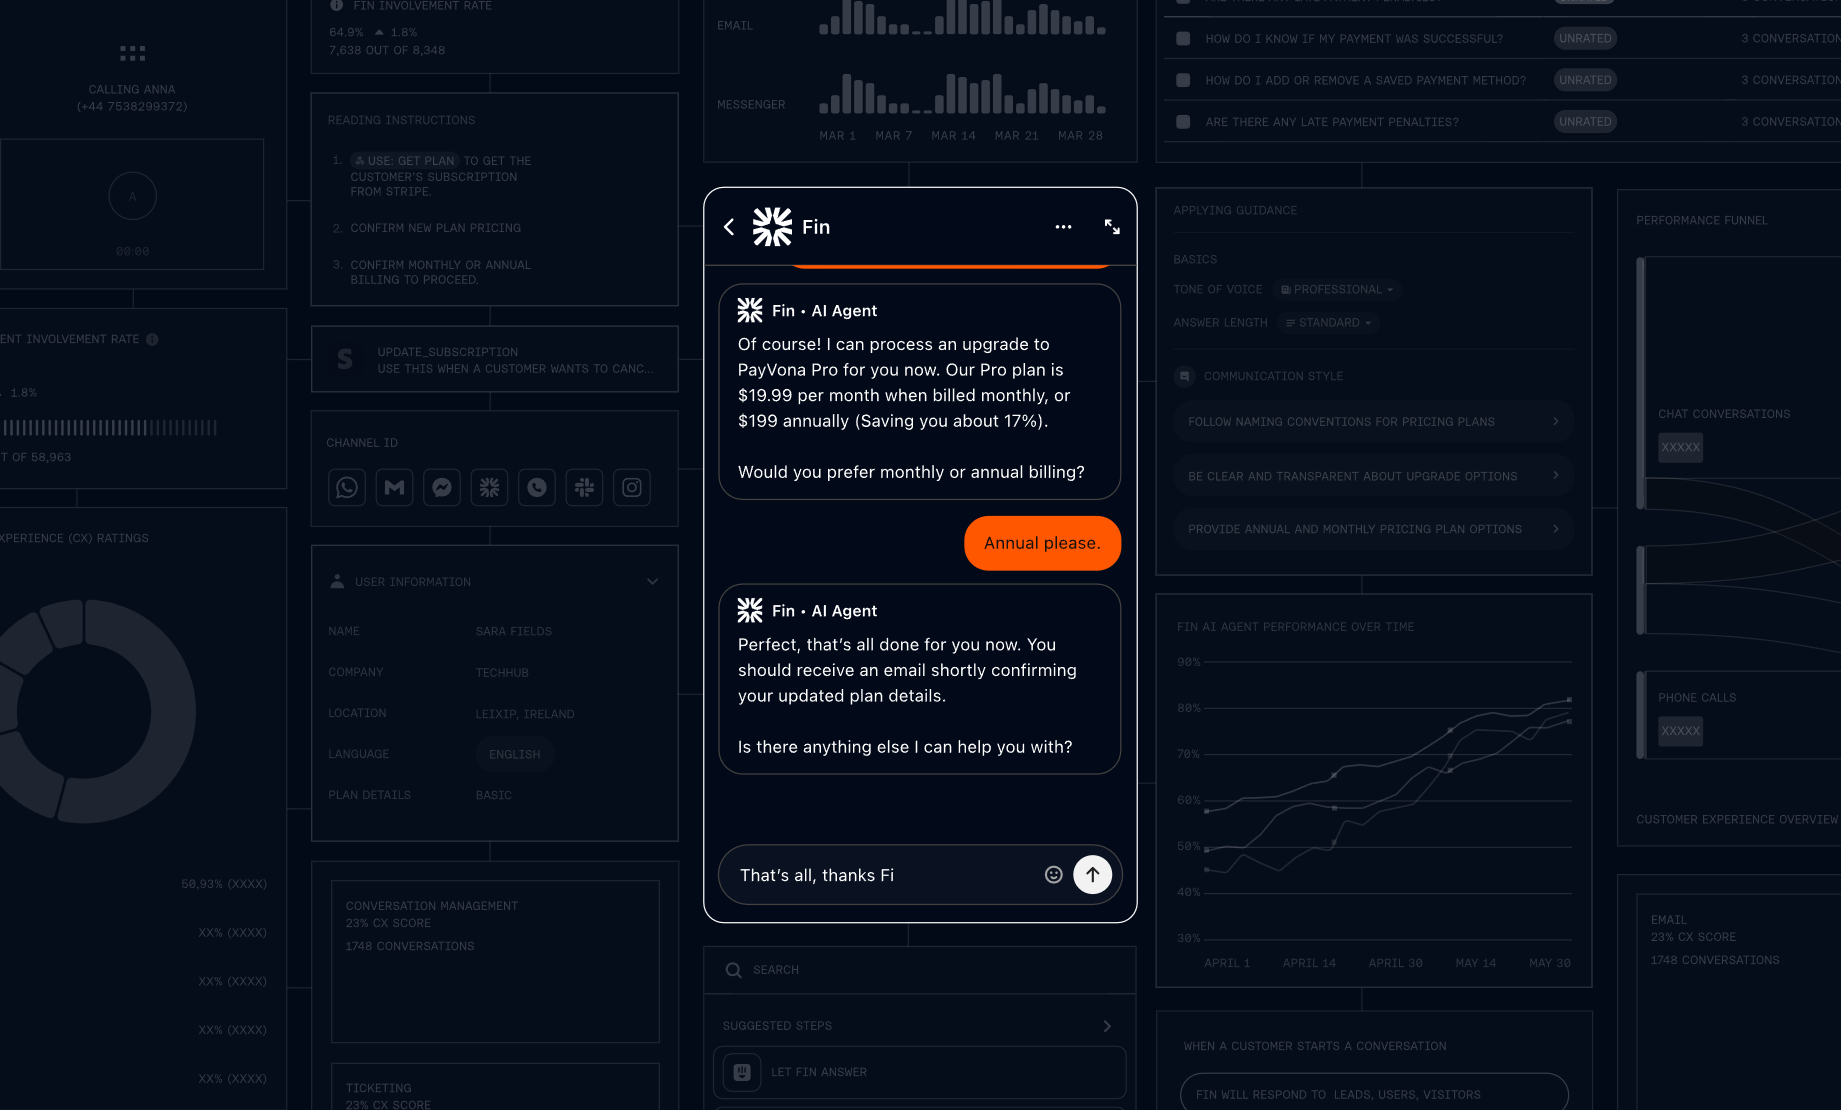 CALLING ANNA
(+44 7538299372)
A
00:00
ENT INVOLVEMENT RATE
1.8%
T OF 58,963
XPERIENCE (CX) RATINGS
50,93% (XXXX)
XX% (XXXX)
XX% (XXXX)
XX% (XXXX)
XX% (XXXX)
FIN INVOLVEMENT RATE
64.9% ▲ 1.8%
7,638 OUT OF 8,348
READING INSTRUCTIONS
1. USE: GET PLAN TO GET THE
CUSTOMER'S SUBSCRIPTION
FROM STRIPE.
2. CONFIRM NEW PLAN PRICING
3. CONFIRM MONTHLY OR ANNUAL
BILLING TO PROCEED.
S
UPDATE_SUBSCRIPTION
USE THIS WHEN A CUSTOMER WANTS TO CANC...
CHANNEL ID
USER INFORMATION
NAME SARA FIELDS
COMPANY TECHHUB
LOCATION LEIXIP, IRELAND
LANGUAGE ENGLISH
PLAN DETAILS BASIC
CONVERSATION MANAGEMENT
23% CX SCORE
1748 CONVERSATIONS
TICKETING
23% CX SCORE
EMAIL
MESSENGER
MAR 1 MAR 7 MAR 14 MAR 21 MAR 28
Fin
Fin • AI Agent
Of course! I can process an upgrade to
PayVona Pro for you now. Our Pro plan is
$19.99 per month when billed monthly, or
$199 annually (Saving you about 17%).
Would you prefer monthly or annual billing?
Annual please.
Fin • AI Agent
Perfect, that’s all done for you now. You
should receive an email shortly confirming
your updated plan details.
Is there anything else I can help you with?
That’s all, thanks Fi
SEARCH
SUGGESTED STEPS
LET FIN ANSWER
ARE THERE ANY LATE PAYMENT PENALTIES? 3 CONVERSATION
HOW DO I KNOW IF MY PAYMENT WAS SUCCESSFUL? UNRATED 3 CONVERSATION
HOW DO I ADD OR REMOVE A SAVED PAYMENT METHOD? UNRATED 3 CONVERSATION
ARE THERE ANY LATE PAYMENT PENALTIES? UNRATED 3 CONVERSATION
APPLYING GUIDANCE
BASICS
TONE OF VOICE PROFESSIONAL
ANSWER LENGTH STANDARD
COMMUNICATION STYLE
FOLLOW NAMING CONVENTIONS FOR PRICING PLANS
BE CLEAR AND TRANSPARENT ABOUT UPGRADE OPTIONS
PROVIDE ANNUAL AND MONTHLY PRICING PLAN OPTIONS
FIN AI AGENT PERFORMANCE OVER TIME
90%
80%
70%
60%
50%
40%
30%
APRIL 1 APRIL 14 APRIL 30 MAY 14 MAY 30
WHEN A CUSTOMER STARTS A CONVERSATION
FIN WILL RESPOND TO LEADS, USERS, VISITORS
PERFORMANCE FUNNEL
CHAT CONVERSATIONS
XXXXX
PHONE CALLS
XXXXX
CUSTOMER EXPERIENCE OVERVIEW
EMAIL
23% CX SCORE
1748 CONVERSATIONS